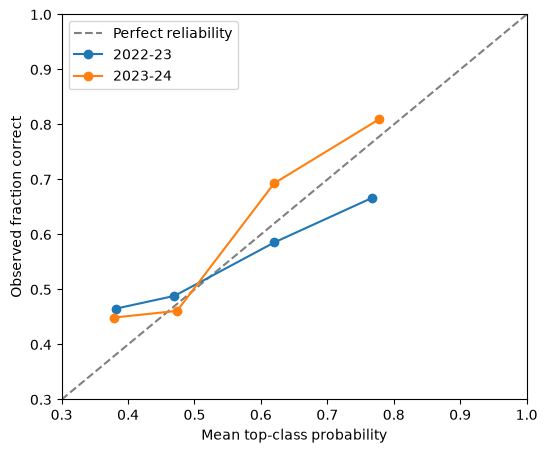 1.0
0.9
0.8
0.7
0.6
0.5
0.4
0.3
Observed fraction correct
Perfect reliability
2022-23
2023-24
0.3 0.4 0.5 0.6 0.7 0.8 0.9 1.0
Mean top-class probability